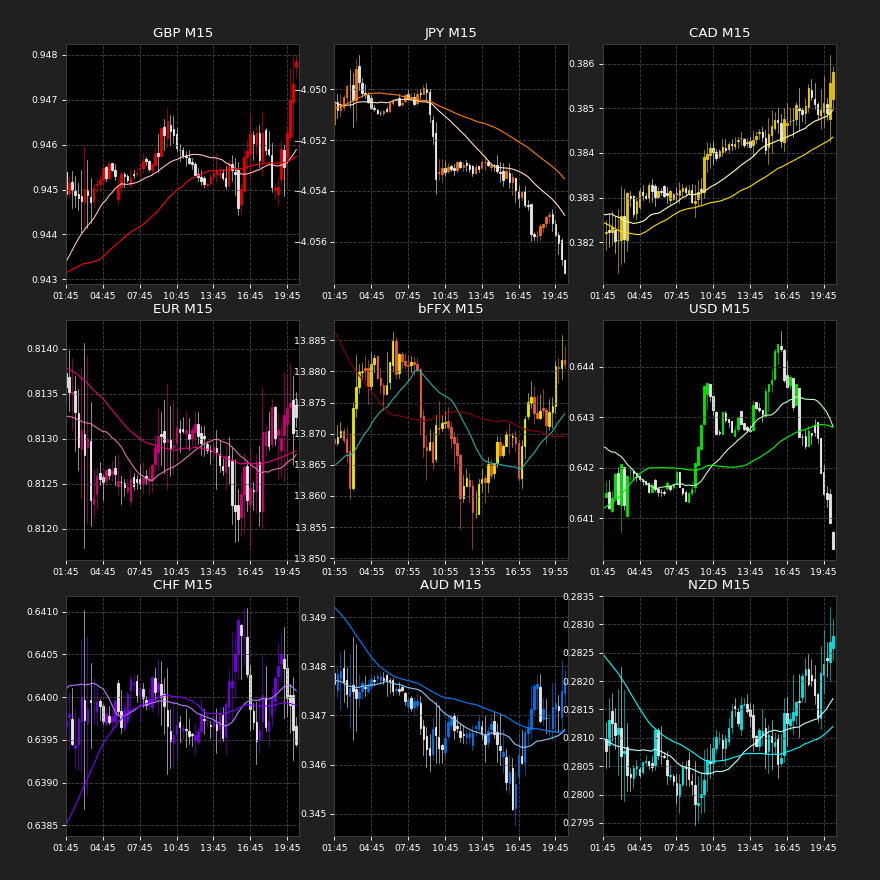 GBP M15
0.948
0.947
0.946
0.945
0.944
0.943
01:45 04:45 07:45 10:45 13:45 16:45 19:45
JPY M15
−4.050
−4.052
−4.054
−4.056
01:45 04:45 07:45 10:45 13:45 16:45 19:45
CAD M15
0.386
0.385
0.384
0.383
0.382
01:45 04:45 07:45 10:45 13:45 16:45 19:45
EUR M15
0.8140
0.8135
0.8130
0.8125
0.8120
01:45 04:45 07:45 10:45 13:45 16:45 19:45
bFFX M15
13.885
13.880
13.875
13.870
13.865
13.860
13.855
13.850
01:55 04:55 07:55 10:55 13:55 16:55 19:55
USD M15
0.644
0.643
0.642
0.641
01:45 04:45 07:45 10:45 13:45 16:45 19:45
CHF M15
0.6410
0.6405
0.6400
0.6395
0.6390
0.6385
01:45 04:45 07:45 10:45 13:45 16:45 19:45
AUD M15
0.349
0.348
0.347
0.346
0.345
01:45 04:45 07:45 10:45 13:45 16:45 19:45
NZD M15
0.2835
0.2830
0.2825
0.2820
0.2815
0.2810
0.2805
0.2800
0.2795
01:45 04:45 07:45 10:45 13:45 16:45 19:45